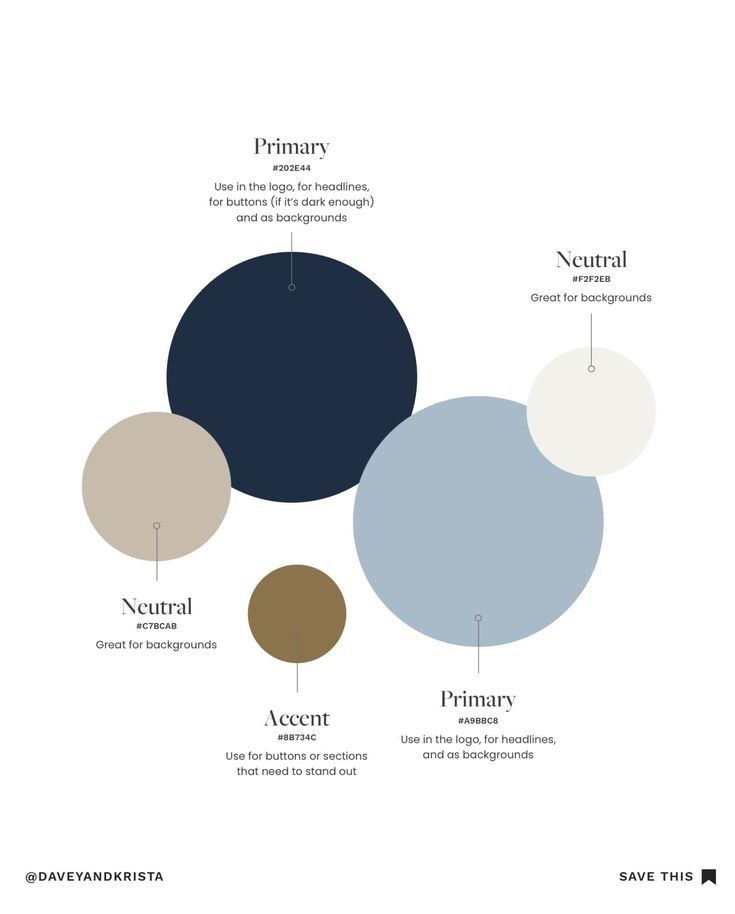 Primary
#202E44
Use in the logo, for headlines,
for buttons (if it's dark enough)
and as backgrounds
Neutral
#F2F2EB
Great for backgrounds
Neutral
#C7BCAB
Great for backgrounds
Accent
#8B734C
Use for buttons or sections
that need to stand out
Primary
#A9BBC8
Use in the logo, for headlines,
and as backgrounds
@DAVEYANDKRISTA
SAVE THIS